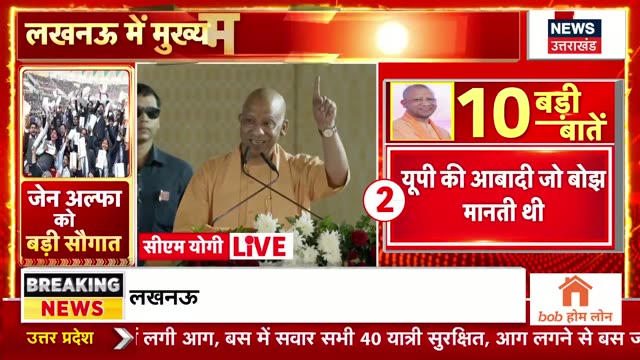 लखनऊ में मुख्य
NEWS
उत्तराखंड
10 बड़ी
बातें
2 यूपी की आबादी जो बोझ
मानती थी
जेन अल्फा
को
बड़ी सौगात
सीएम योगी LIVE
BREAKING
NEWS
लखनऊ
bob होम लोन
उत्तर प्रदेश
लगी आग, बस में सवार सभी 40 यात्री सुरक्षित, आग लगने से बस